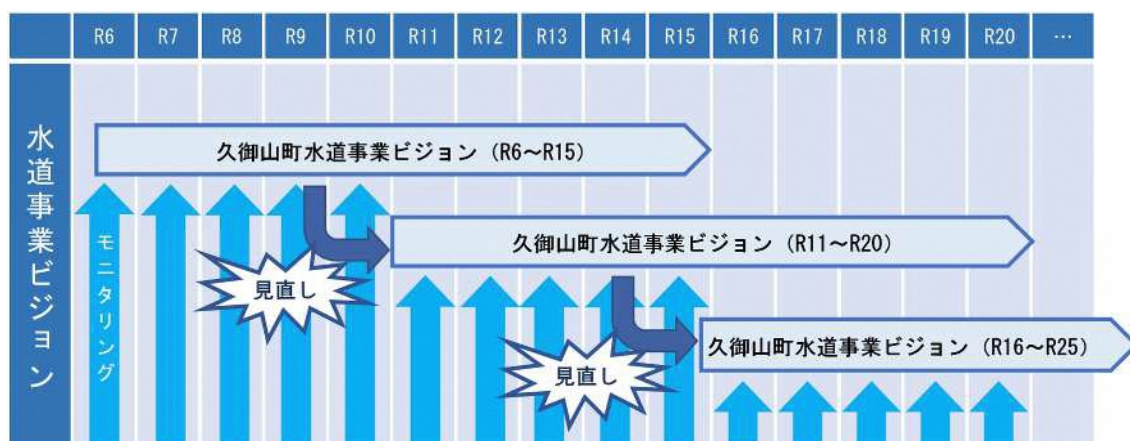 R6 R7 R8 R9 R10 R11 R12 R13 R14 R15 R16 R17 R18 R19 R20 …
水道事業ビジョン
久御山町水道事業ビジョン（R6～R15）
モニタリング
見直し
久御山町水道事業ビジョン（R11～R20）
見直し
久御山町水道事業ビジョン（R16～R25）